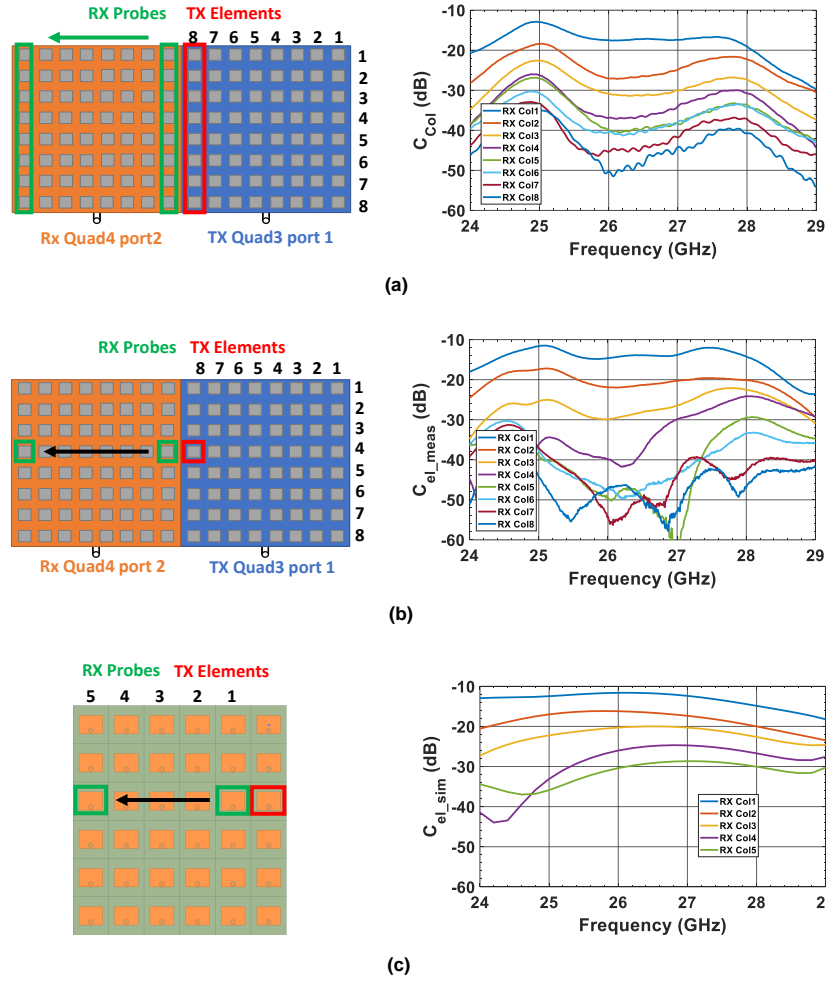 RX Probes TX Elements
8 7 6 5 4 3 2 1
1
2
3
4
5
6
7
8
Rx Quad4 port2 TX Quad3 port 1
-10
-20
-30
-40
-50
-60
C_Col (dB)
RX Col1
RX Col2
RX Col3
RX Col4
RX Col5
RX Col6
RX Col7
RX Col8
24 25 26 27 28 29
Frequency (GHz)
(a)
RX Probes TX Elements
8 7 6 5 4 3 2 1
1
2
3
4
5
6
7
8
Rx Quad4 port 2 TX Quad3 port 1
-10
-20
-30
-40
-50
-60
C_el_meas (dB)
RX Col1
RX Col2
RX Col3
RX Col4
RX Col5
RX Col6
RX Col7
RX Col8
24 25 26 27 28 29
Frequency (GHz)
(b)
RX Probes TX Elements
5 4 3 2 1
-10
-20
-30
-40
-50
-60
C_el_sim (dB)
RX Col1
RX Col2
RX Col3
RX Col4
RX Col5
24 25 26 27 28 2
Frequency (GHz)
(c)